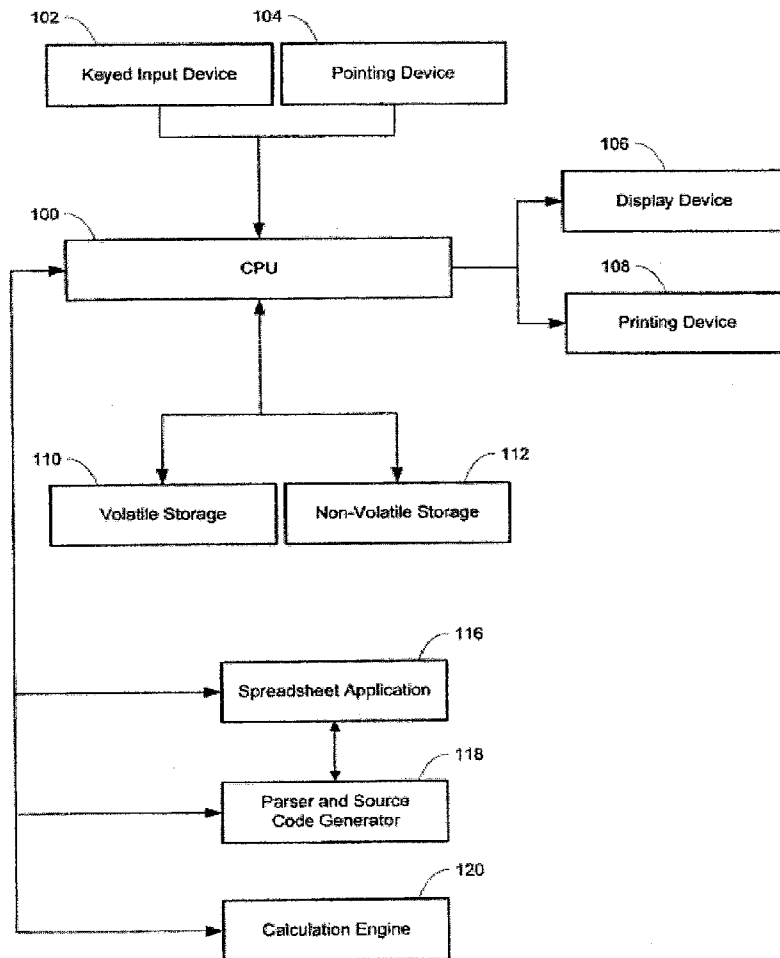 102
Keyed Input Device
104
Pointing Device
106
Display Device
100
CPU
108
Printing Device
110
Volatile Storage
112
Non-Volatile Storage
116
Spreadsheet Application
118
Parser and Source
Code Generator
120
Calculation Engine